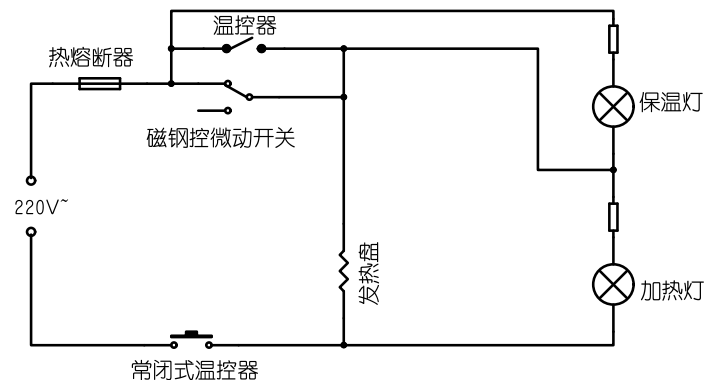 温控器
热熔断器
保温灯
磁钢控微动开关
220V~
发热盘
加热灯
常闭式温控器